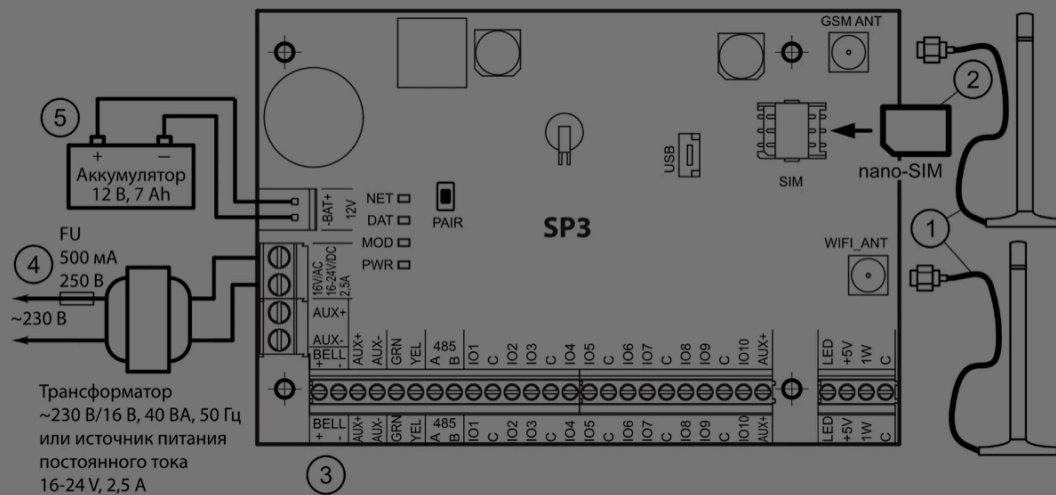 GSM ANT
2
5
+ −
Аккумулятор
12 В, 7 Ah
-BAT+
12V
NET
DAT
MOD
PWR
PAIR
USB
SIM
nano-SIM
SP3
1
WIFI_ANT
4
FU
500 мА
250 В
~230 В
16V/AC
16-24V/DC
2,5A
AUX+
AUX-
BELL + - AUX+ AUX- GRN YEL A 485 B IO1 C IO2 IO3 C IO4 IO5 C IO6 IO7 C IO8 IO9 C IO10 AUX+ LED +5V 1W C
BELL + - AUX+ AUX- GRN YEL A 485 B IO1 C IO2 IO3 C IO4 IO5 C IO6 IO7 C IO8 IO9 C IO10 AUX+ LED +5V 1W C
Трансформатор
~230 В/16 В, 40 ВА, 50 Гц
или источник питания
постоянного тока
16-24 V, 2,5 А
3